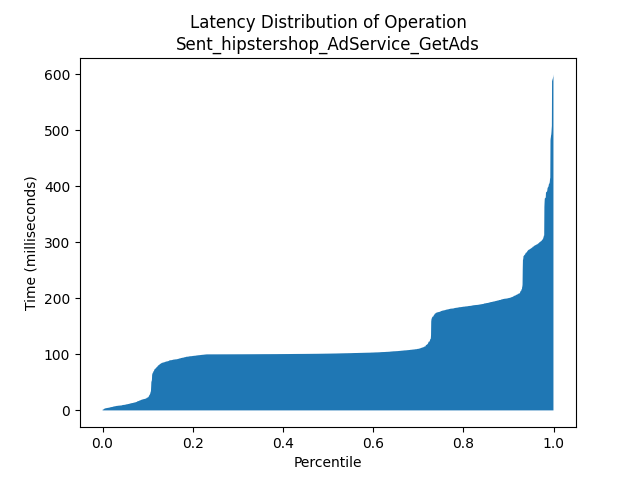 Latency Distribution of Operation
Sent_hipstershop_AdService_GetAds
600
500
400
300
200
100
0
Time (milliseconds)
0.0 0.2 0.4 0.6 0.8 1.0
Percentile